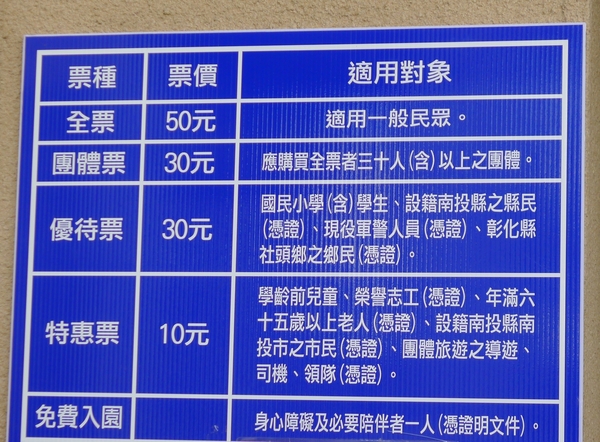 票種 票價 適用對象
全票 50元 適用一般民眾。
團體票 30元 應購買全票者三十人(含)以上之團體。
優待票 30元 國民小學(含)學生、設籍南投縣之縣民
(憑證)、現役軍警人員(憑證)、彰化縣
社頭鄉之鄉民(憑證)。
特惠票 10元 學齡前兒童、榮譽志工(憑證)、年滿六
十五歲以上老人(憑證)、設籍南投縣南
投市之市民(憑證)、團體旅遊之導遊、
司機、領隊(憑證)。
免費入園 身心障礙及必要陪伴者一人(憑證明文件)。